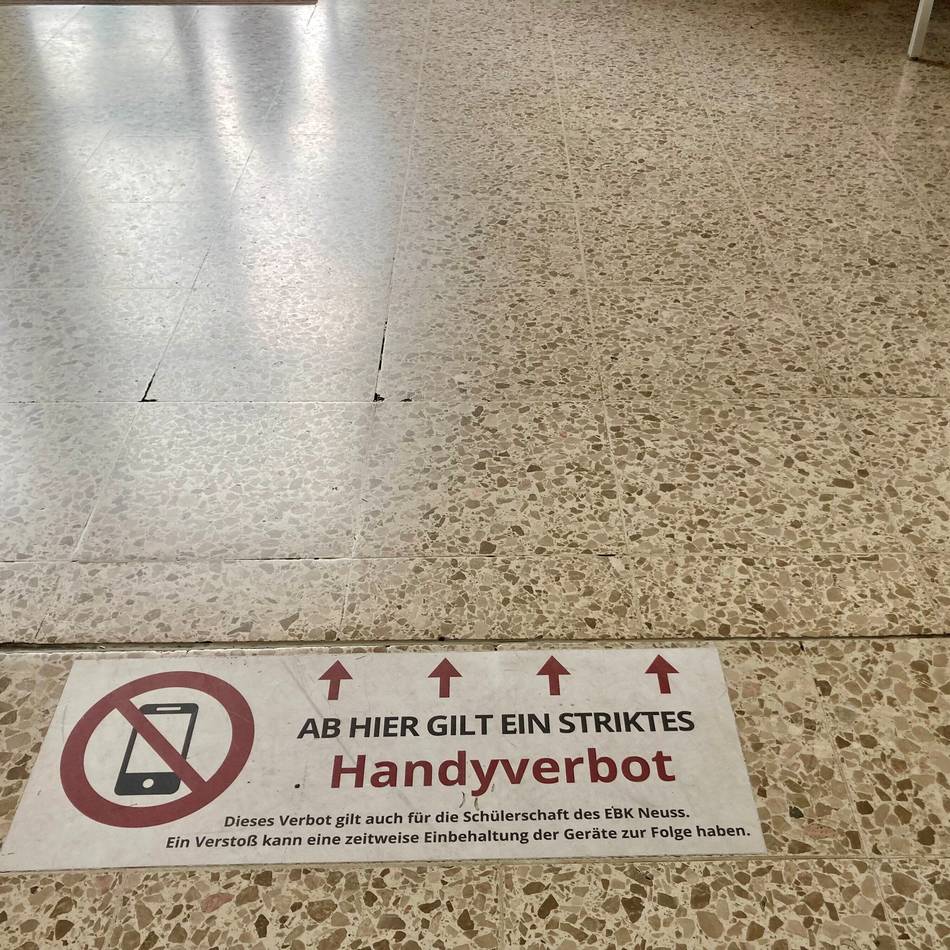 AB HIER GILT EIN STRIKTES
Handyverbot
Dieses Verbot gilt auch für die Schülerschaft des EBK Neuss.
Ein Verstoß kann eine zeitweise Einbehaltung der Geräte zur Folge haben.